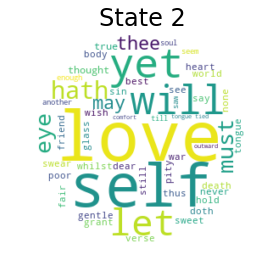 State 2
soul
true thee seem
body yet
thought heart
best world
enough
hath sin see
another will
may sam say none
eye wish till
friend glass comfort tongue tied
love must tongue
self
outward
swear whilst dear war
poor still pity thus death
fair let never
gentle hold
grant doth
sweet
verse